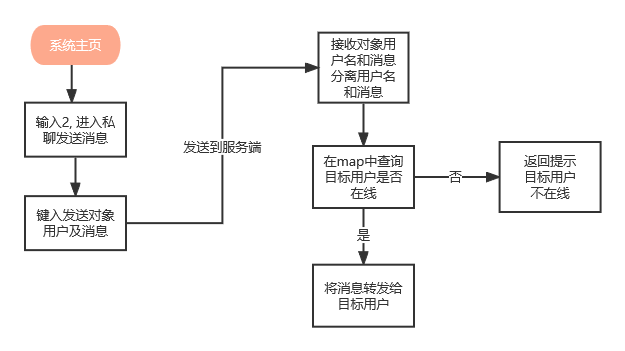 系统主页
输入2, 进入私
聊发送消息
键入发送对象
用户及消息
发送到服务端
接收对象用
户名和消息
分离用户名
和消息
在map中查询
目标用户是否
在线
否
返回提示
目标用户
不在线
是
将消息转发给
目标用户